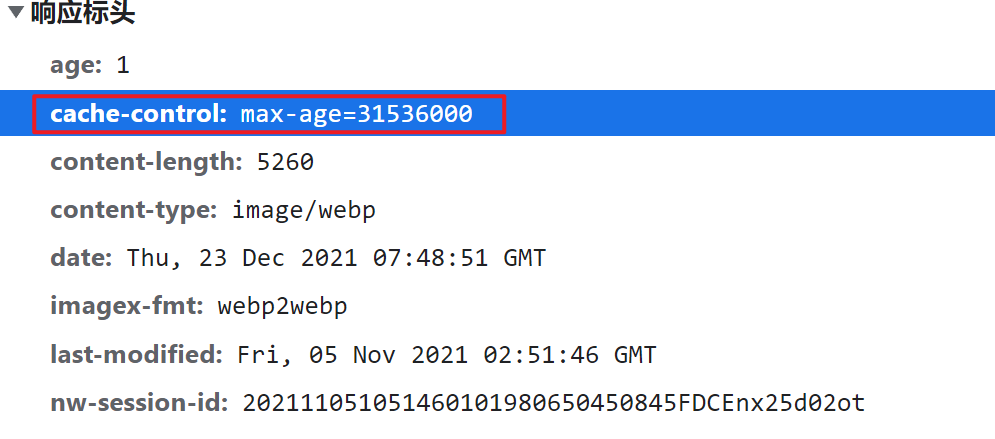 响应标头
age: 1
cache-control: max-age=31536000
content-length: 5260
content-type: image/webp
date: Thu, 23 Dec 2021 07:48:51 GMT
imagex-fmt: webp2webp
last-modified: Fri, 05 Nov 2021 02:51:46 GMT
nw-session-id: 202111051051460101980650450845FDCEnx25d02ot